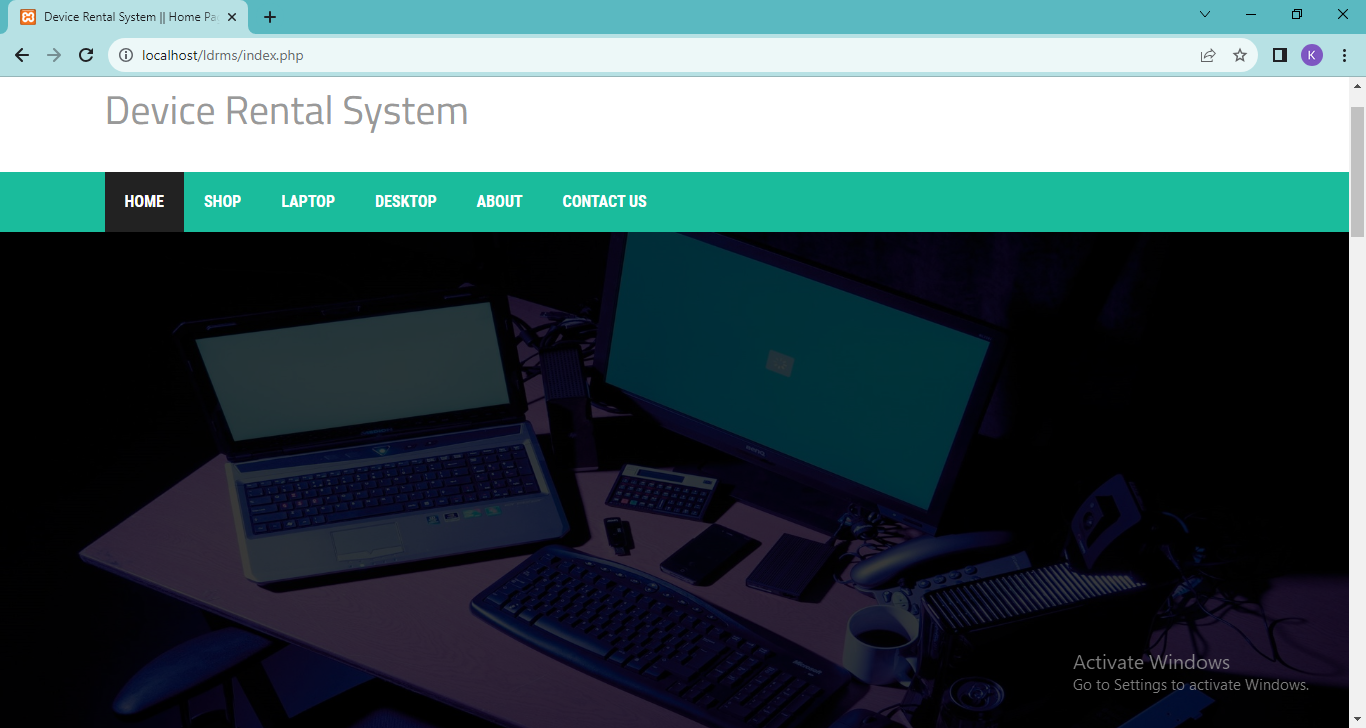 Device Rental System || Home Pa
localhost/ldrms/index.php
K
Device Rental System
HOME SHOP LAPTOP DESKTOP ABOUT CONTACT US
Activate Windows
Go to Settings to activate Windows.